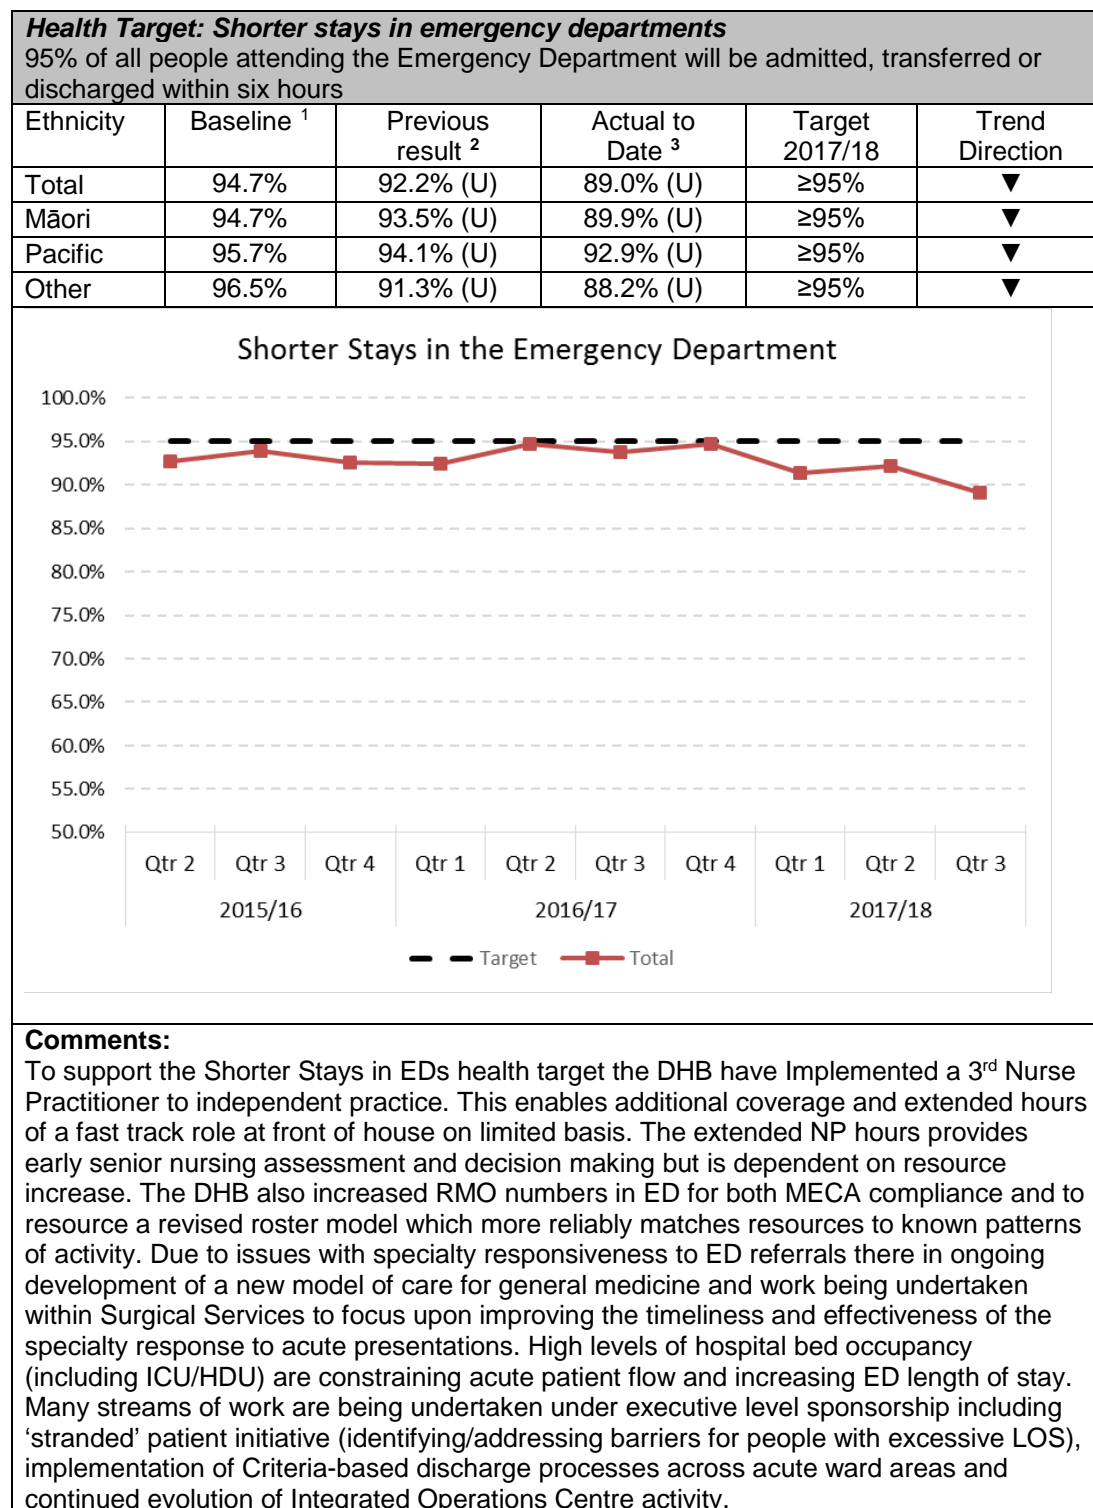 Health Target: Shorter stays in emergency departments
95% of all people attending the Emergency Department will be admitted, transferred or
discharged within six hours
Ethnicity Baseline 1 Previous result 2 Actual to Date 3 Target 2017/18 Trend Direction
Total 94.7% 92.2% (U) 89.0% (U) ≥95% ▼
Māori 94.7% 93.5% (U) 89.9% (U) ≥95% ▼
Pacific 95.7% 94.1% (U) 92.9% (U) ≥95% ▼
Other 96.5% 91.3% (U) 88.2% (U) ≥95% ▼
Shorter Stays in the Emergency Department
100.0%
95.0%
90.0%
85.0%
80.0%
75.0%
70.0%
65.0%
60.0%
55.0%
50.0%
Qtr 2 Qtr 3 Qtr 4 Qtr 1 Qtr 2 Qtr 3 Qtr 4 Qtr 1 Qtr 2 Qtr 3
2015/16 2016/17 2017/18
Target Total
Comments:
To support the Shorter Stays in EDs health target the DHB have Implemented a 3rd Nurse
Practitioner to independent practice. This enables additional coverage and extended hours
of a fast track role at front of house on limited basis. The extended NP hours provides
early senior nursing assessment and decision making but is dependent on resource
increase. The DHB also increased RMO numbers in ED for both MECA compliance and to
resource a revised roster model which more reliably matches resources to known patterns
of activity. Due to issues with specialty responsiveness to ED referrals there in ongoing
development of a new model of care for general medicine and work being undertaken
within Surgical Services to focus upon improving the timeliness and effectiveness of the
specialty response to acute presentations. High levels of hospital bed occupancy
(including ICU/HDU) are constraining acute patient flow and increasing ED length of stay.
Many streams of work are being undertaken under executive level sponsorship including
‘stranded’ patient initiative (identifying/addressing barriers for people with excessive LOS),
implementation of Criteria-based discharge processes across acute ward areas and
continued evolution of Integrated Operations Centre activity.